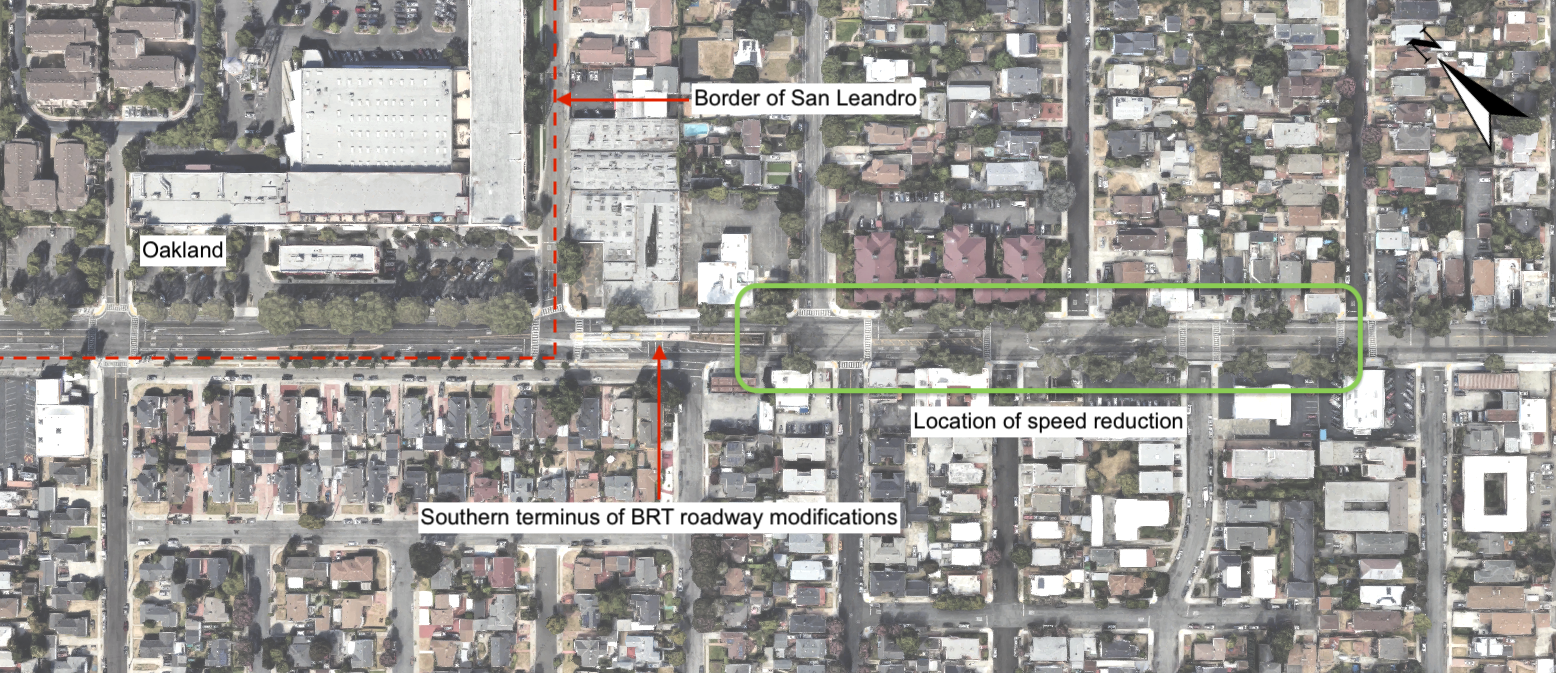 N
Border of San Leandro
Oakland
Location of speed reduction
Southern terminus of BRT roadway modifications